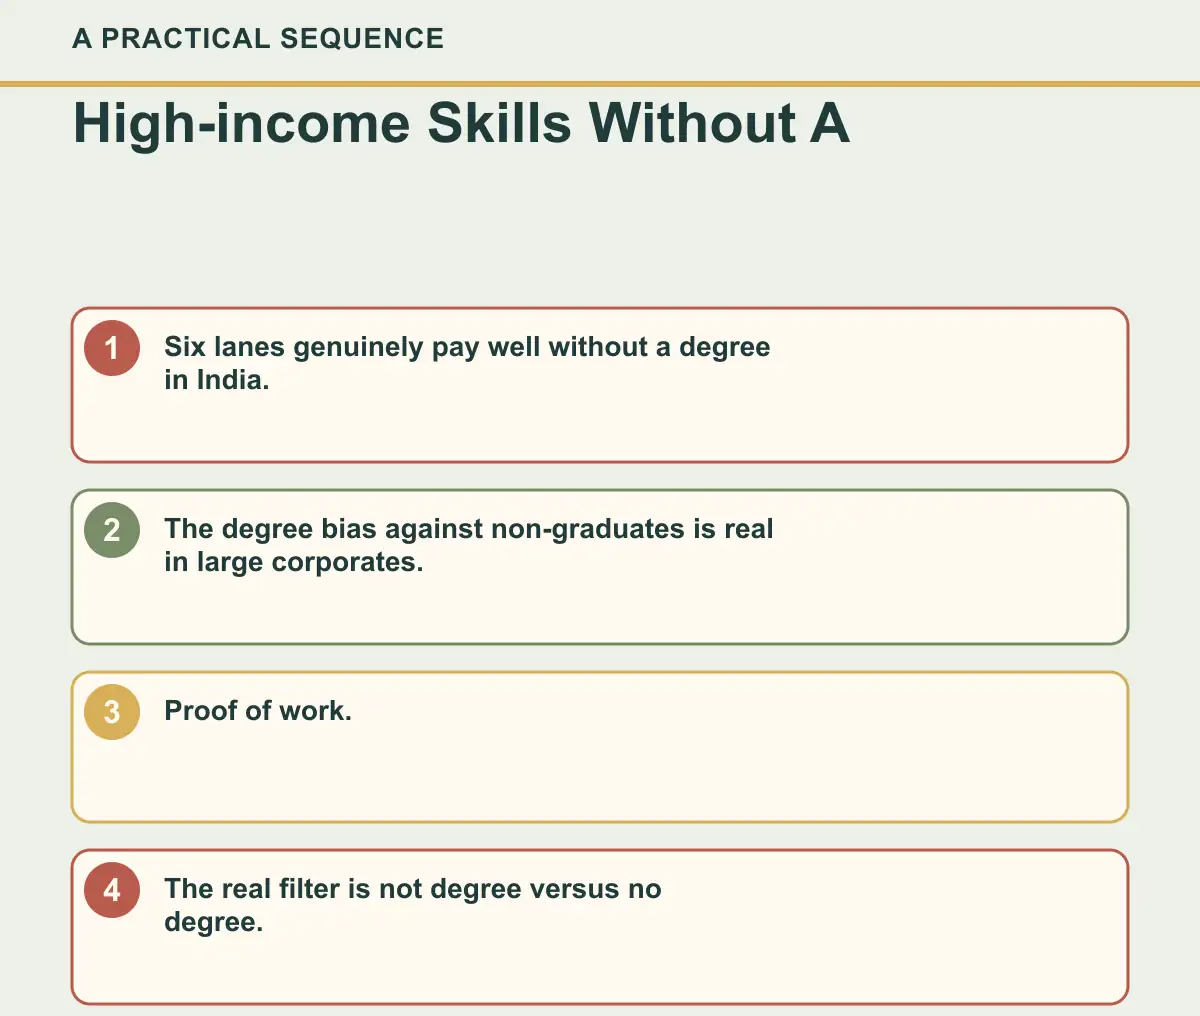 A PRACTICAL SEQUENCE
High-income Skills Without A
1
Six lanes genuinely pay well without a degree
in India.
2
The degree bias against non-graduates is real
in large corporates.
3
Proof of work.
4
The real filter is not degree versus no
degree.